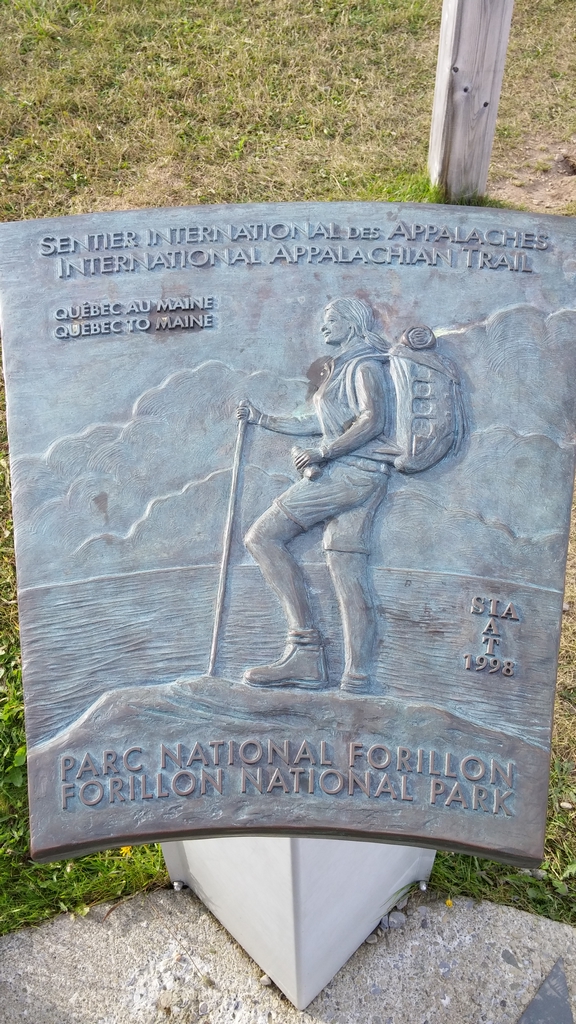 SENTIER INTERNATIONAL DES APPALACHES
INTERNATIONAL APPALACHIAN TRAIL
QUÉBEC AU MAINE
QUEBEC TO MAINE
SIA
A
T
1998
PARC NATIONAL FORILLON
FORILLON NATIONAL PARK